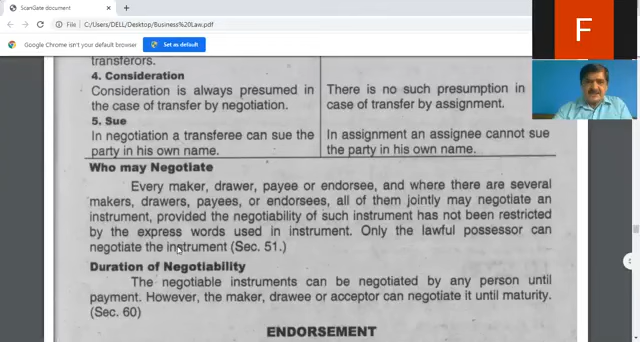 ScanGate document
File | C:/Users/DELL/Desktop/Business%20Law.pdf
Google Chrome isn't your default browser
Set as default
F
transferors.
4. Consideration
Consideration is always presumed in
the case of transfer by negotiation.
There is no such presumption in
case of transfer by assignment.
5. Sue
In negotiation a transferee can sue the
party in his own name.
In assignment an assignee cannot sue
the party in his own name.
Who may Negotiate
Every maker, drawer, payee or endorsee, and where there are several
makers, drawers, payees, or endorsees, all of them jointly may negotiate an
instrument, provided the negotiability of such instrument has not been restricted
by the express words used in instrument. Only the lawful possessor can
negotiate the instrument (Sec. 51.)
Duration of Negotiability
The negotiable instruments can be negotiated by any person until
payment. However, the maker, drawee or acceptor can negotiate it until maturity.
(Sec. 60)
ENDORSEMENT